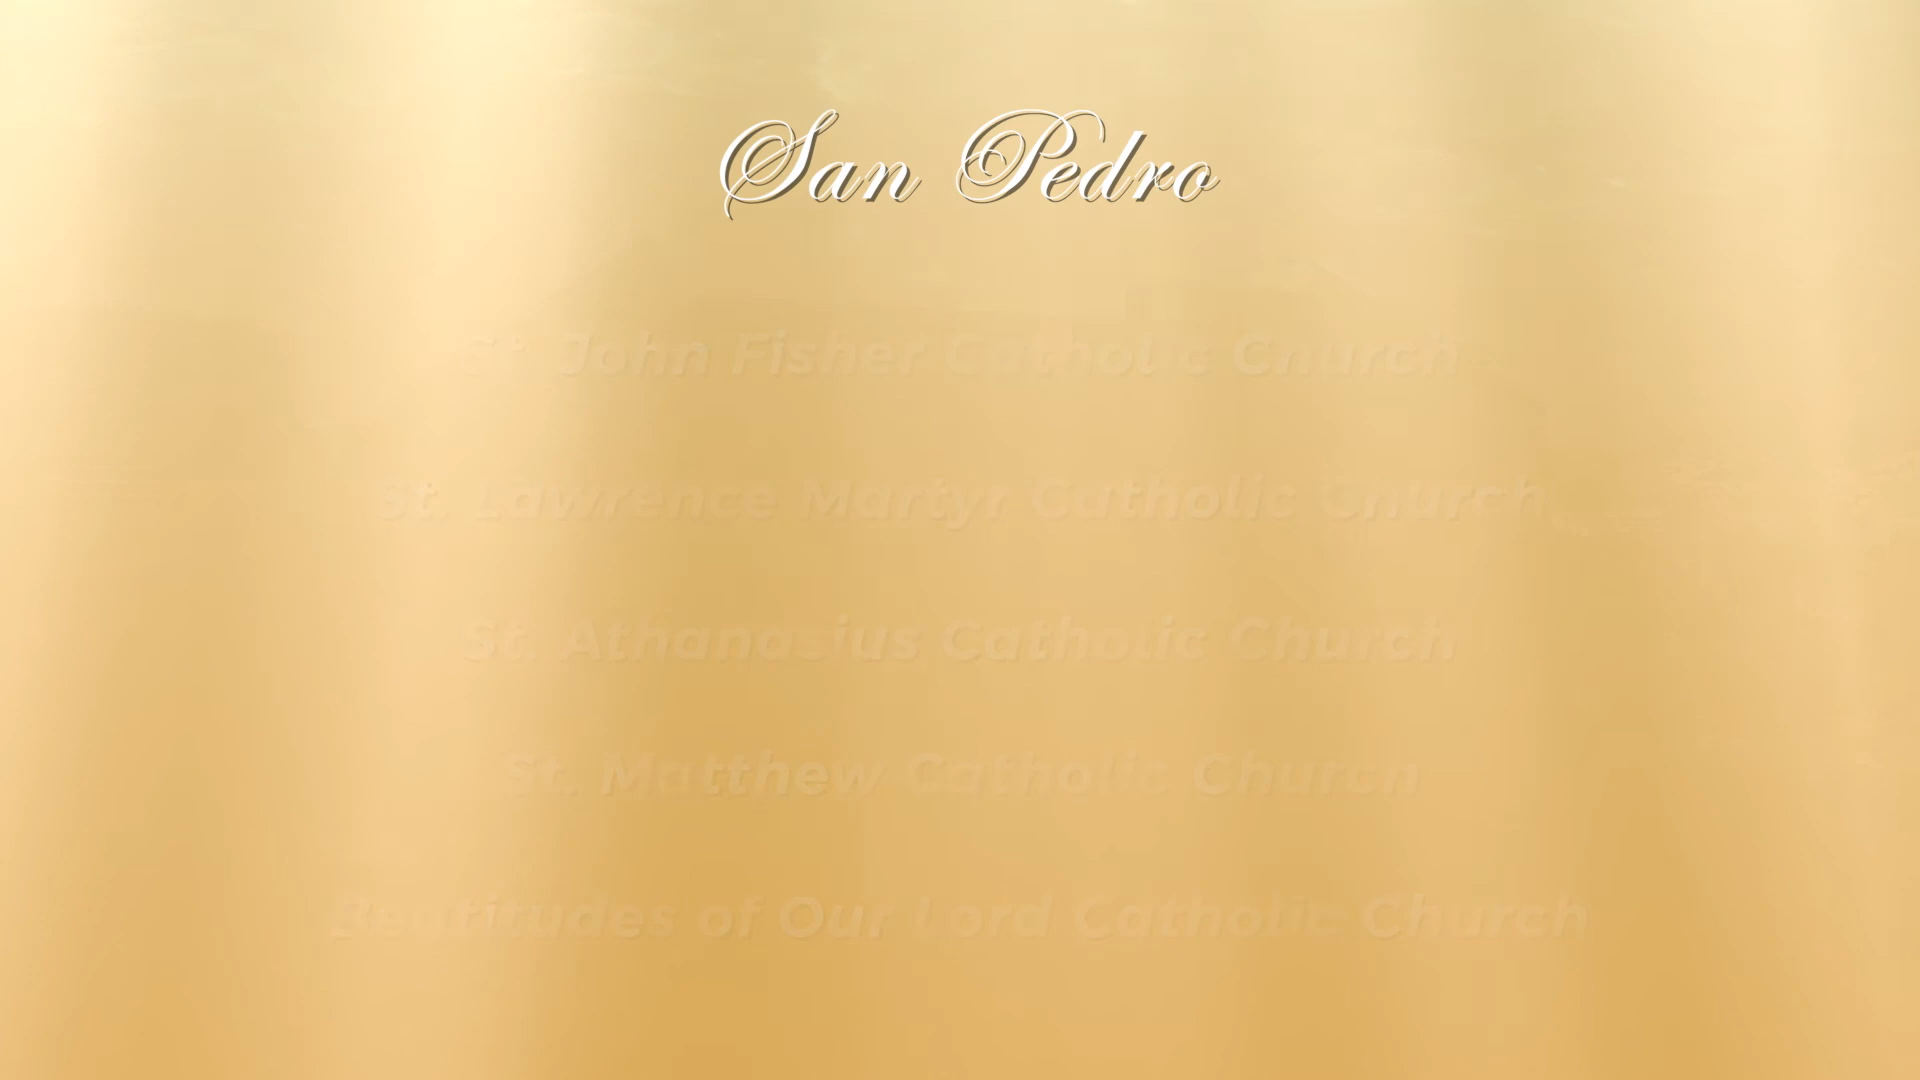 San Pedro
St. John Fisher Catholic Church
St. Lawrence Martyr Catholic Church
St. Athanasius Catholic Church
St. Matthew Catholic Church
Beatitudes of Our Lord Catholic Church